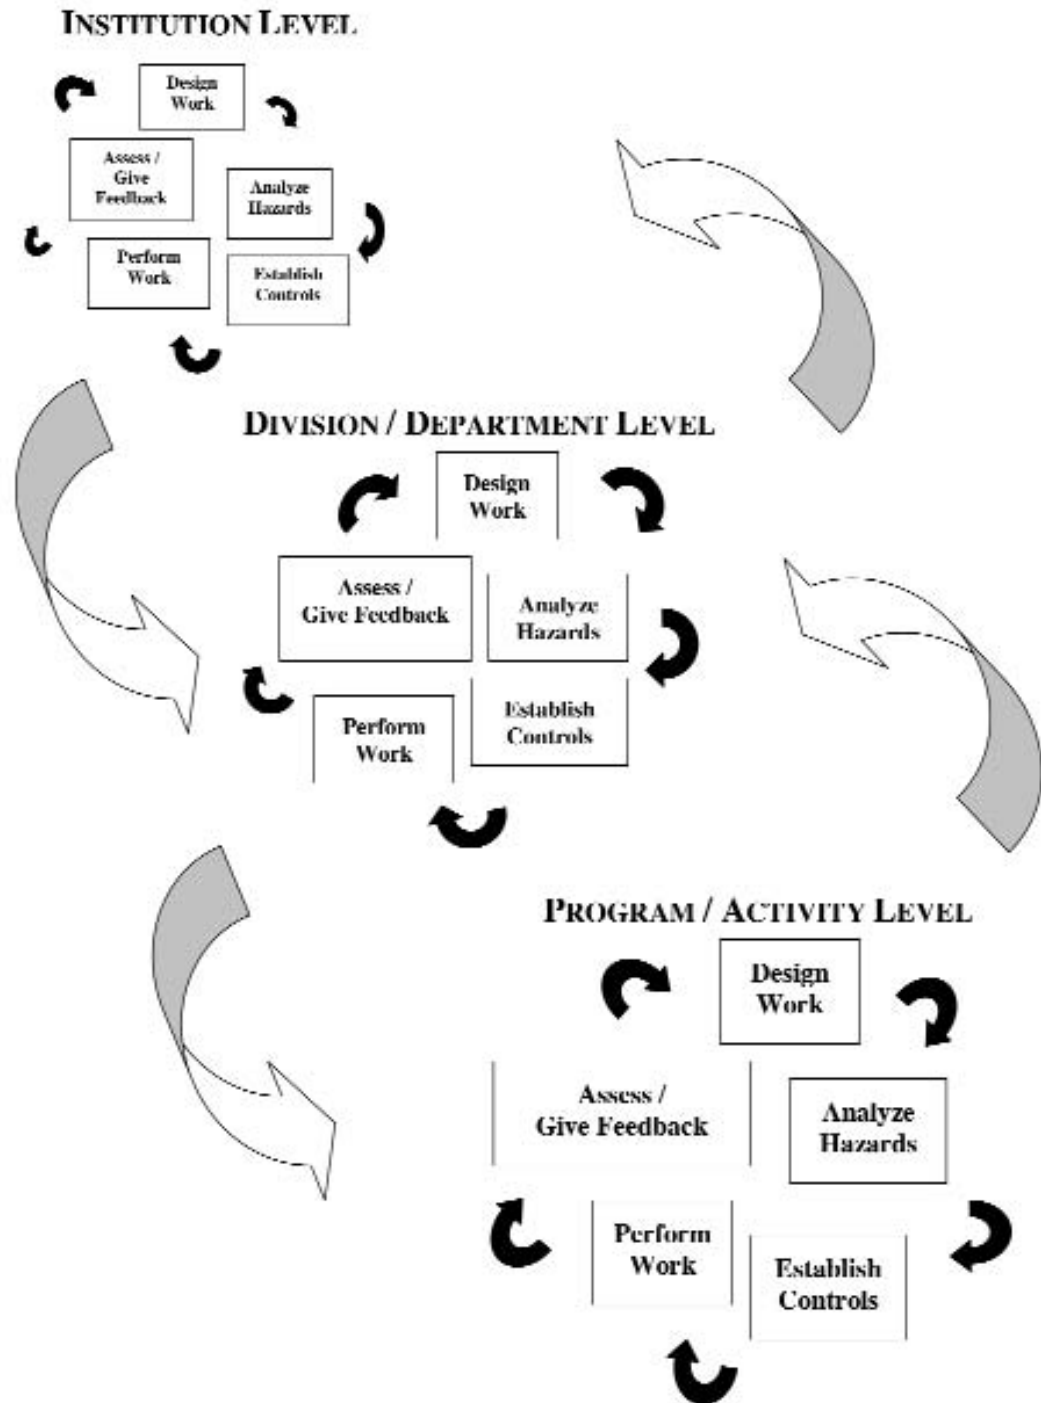 INSTITUTION LEVEL
Design
Work
Assess /
Give
Feedback
Analyze
Hazards
Perform
Work
Establish
Controls
DIVISION / DEPARTMENT LEVEL
Design
Work
Assess /
Give Feedback
Analyze
Hazards
Establish
Controls
Perform
Work
PROGRAM / ACTIVITY LEVEL
Design
Work
Assess /
Give Feedback
Analyze
Hazards
Perform
Work
Establish
Controls